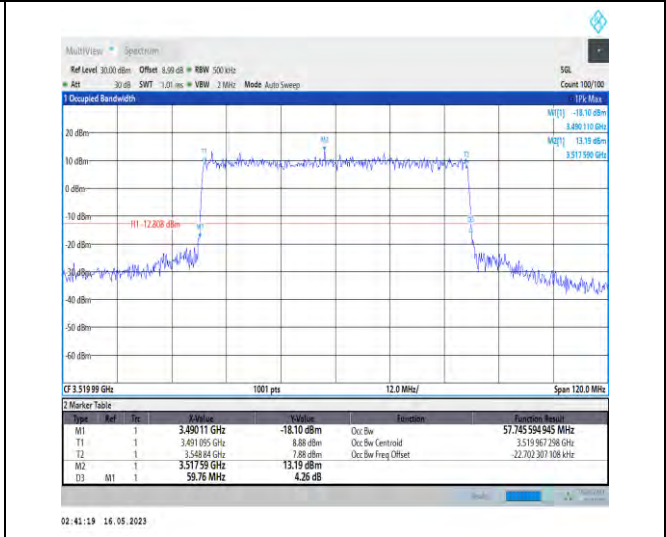 MultiView Spectrum
Ref Level 30.00 dBm Offset 8.99 dB RBW 500 kHz SGL
Att 30 dB SWT 1.01 ms VBW 2 MHz Mode Auto Sweep Count 100/100
1 Occupied Bandwidth 1Pk Max
M1[1] -18.10 dBm
3.490 110 GHz
M2[1] 13.19 dBm
3.517 590 GHz
20 dBm
M2
T1 T2
10 dBm
0 dBm
-10 dBm
H1 -12.808 dBm M1 D3
-20 dBm
-30 dBm
-40 dBm
-50 dBm
-60 dBm
CF 3.519 99 GHz 1001 pts 12.0 MHz/ Span 120.0 MHz
2 Marker Table
Type Ref Trc X-Value Y-Value Function Function Result
M1 1 3.490 11 GHz -18.10 dBm Occ Bw 57.745 594 945 MHz
T1 1 3.491 095 GHz 8.88 dBm Occ Bw Centroid 3.519 967 298 GHz
T2 1 3.548 84 GHz 7.88 dBm Occ Bw Freq Offset -22.702 307 108 kHz
M2 1 3.517 59 GHz 13.19 dBm
D3 M1 1 59.76 MHz 4.26 dB
Ready
02:41:19 16.05.2023